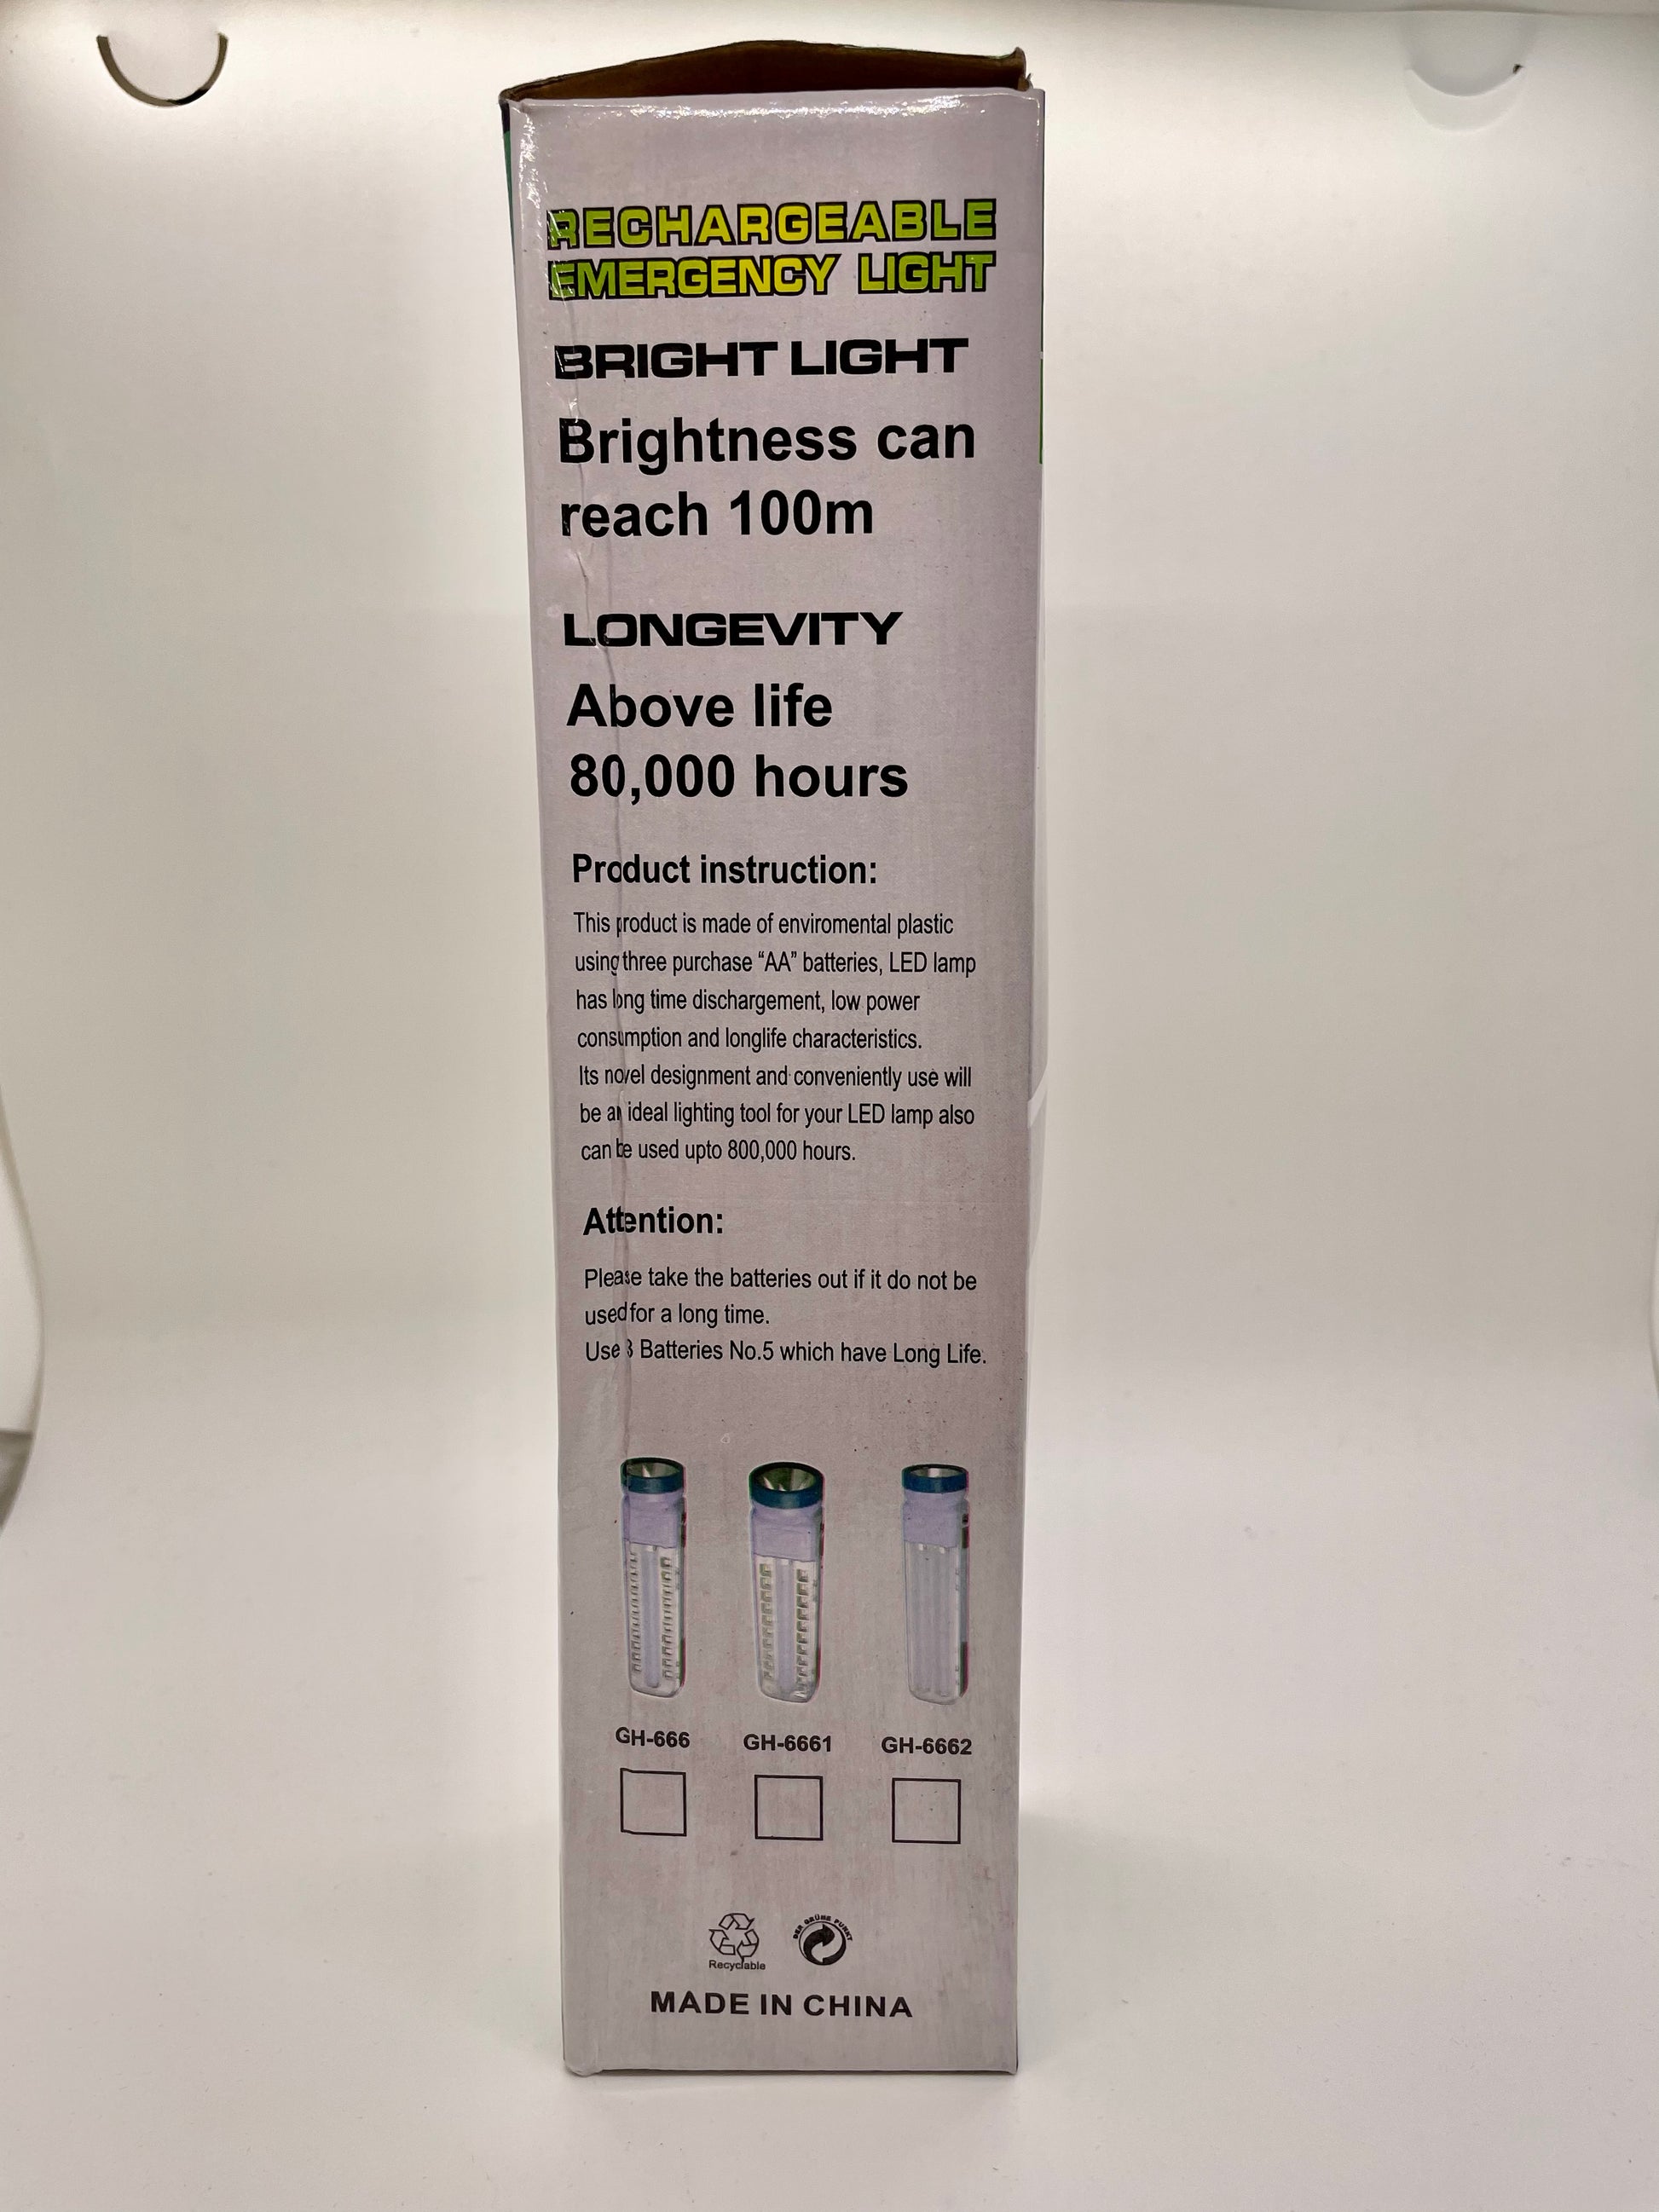 RECHARGEABLE
EMERGENCY LIGHT
BRIGHT LIGHT
Brightness can
reach 100m
LONGEVITY
Above life
80,000 hours
Product instruction:
This product is made of enviromental plastic
using three purchase “AA” batteries, LED lamp
has long time dischargement, low power
consumption and longlife characteristics.
Its novel designment and conveniently use will
be an ideal lighting tool for your LED lamp also
can be used upto 800,000 hours.
Attention:
Please take the batteries out if it do not be
used for a long time.
Use 3 Batteries No.5 which have Long Life.
GH-666 GH-6661 GH-6662
DER GRÜNE PUNKT
Recyclable
MADE IN CHINA